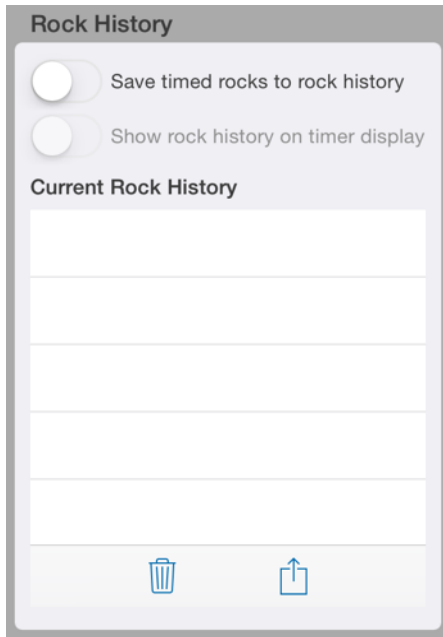 Rock History
Save timed rocks to rock history
Show rock history on timer display
Current Rock History